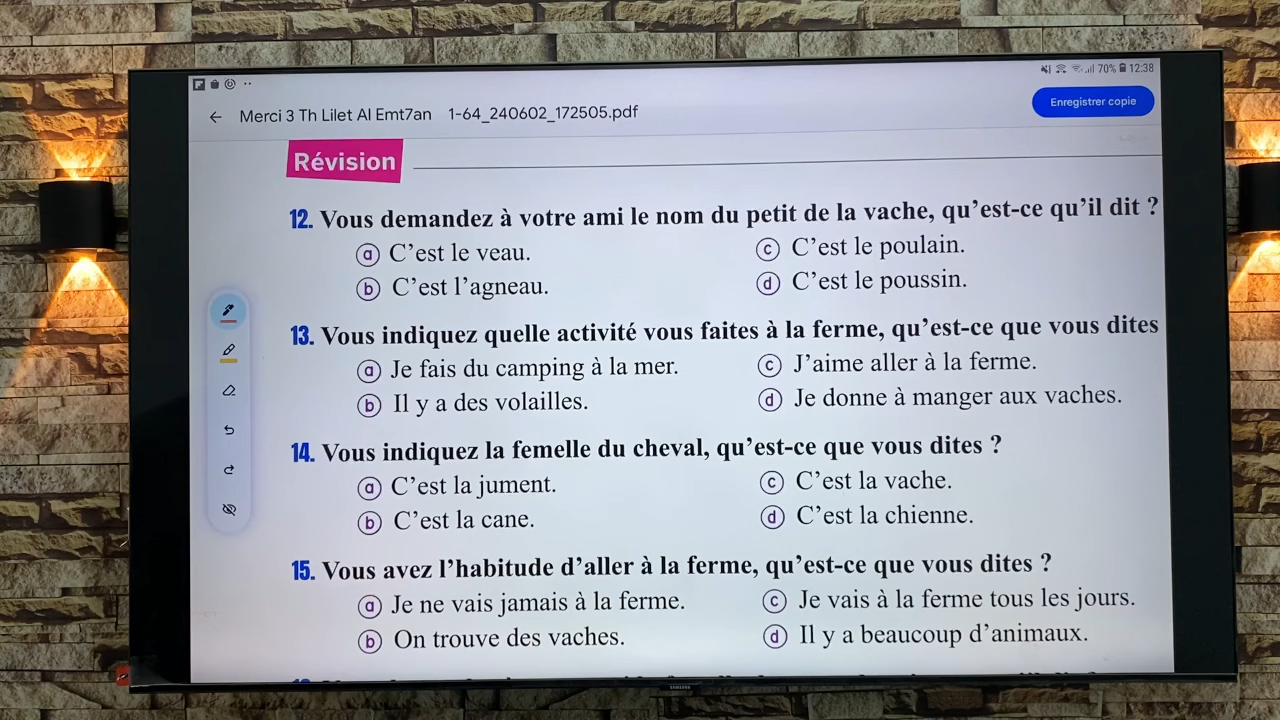 70% 12:38
Merci 3 Th Lilet Al Emt7an 1-64_240602_172505.pdf
Enregistrer copie
Révision
12. Vous demandez à votre ami le nom du petit de la vache, qu'est-ce qu'il dit ?
a C'est le veau.
c C'est le poulain.
b C'est l'agneau.
d C'est le poussin.
13. Vous indiquez quelle activité vous faites à la ferme, qu'est-ce que vous dites
a Je fais du camping à la mer.
c J'aime aller à la ferme.
b Il y a des volailles.
d Je donne à manger aux vaches.
14. Vous indiquez la femelle du cheval, qu'est-ce que vous dites ?
a C'est la jument.
c C'est la vache.
b C'est la cane.
d C'est la chienne.
15. Vous avez l'habitude d'aller à la ferme, qu'est-ce que vous dites ?
a Je ne vais jamais à la ferme.
c Je vais à la ferme tous les jours.
b On trouve des vaches.
d Il y a beaucoup d'animaux.
SAMSUNG